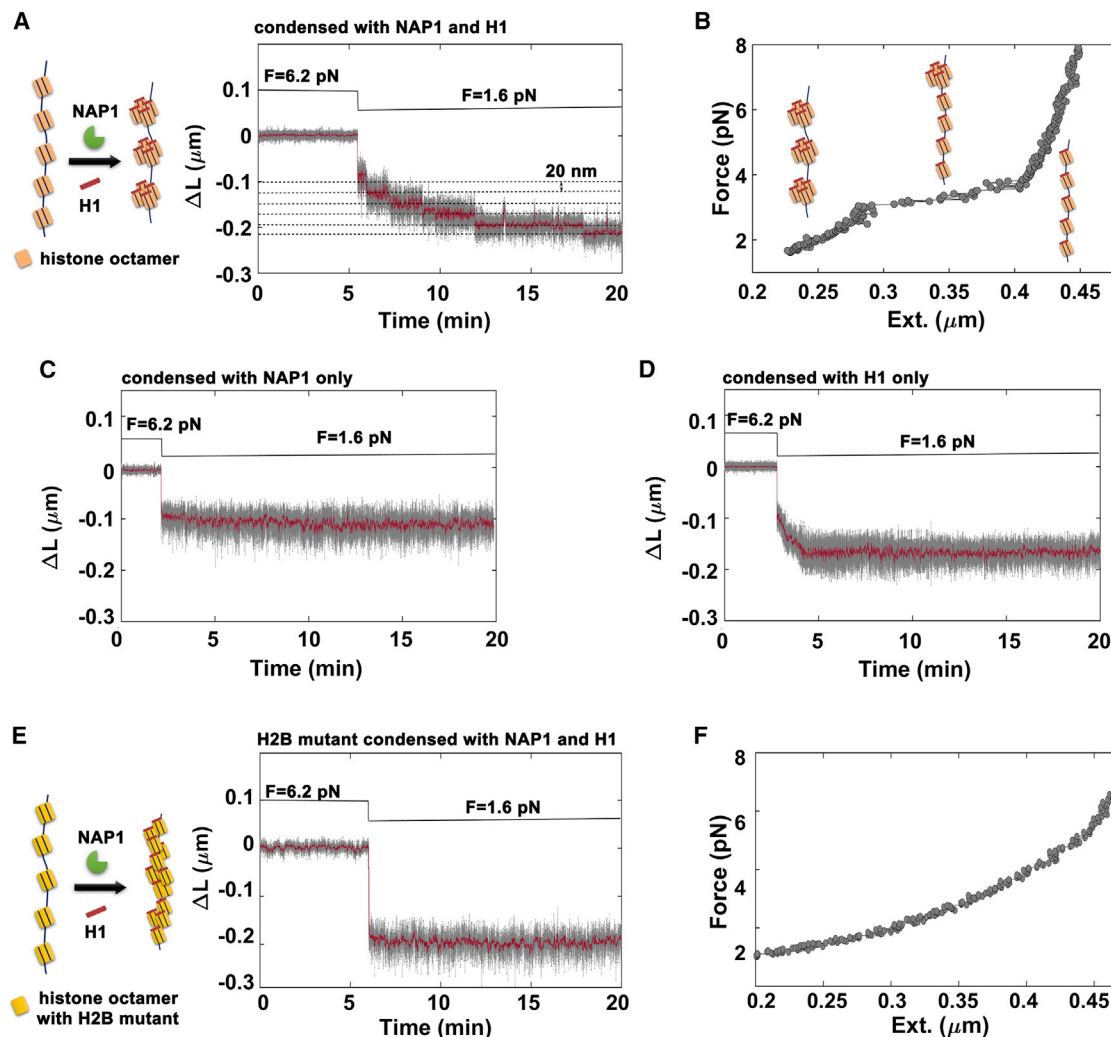 A
condensed with NAP1 and H1
NAP1
H1
histone octamer
F=6.2 pN
F=1.6 pN
20 nm
ΔL (μm)
0.1
0
-0.1
-0.2
-0.3
0 5 10 15 20
Time (min)
B
Force (pN)
8
6
4
2
0.2 0.25 0.3 0.35 0.4 0.45
Ext. (μm)
C
condensed with NAP1 only
F=6.2 pN
F=1.6 pN
ΔL (μm)
0.1
0
-0.1
-0.2
-0.3
0 5 10 15 20
Time (min)
D
condensed with H1 only
F=6.2 pN
F=1.6 pN
ΔL (μm)
0.1
0
-0.1
-0.2
-0.3
0 5 10 15 20
Time (min)
E
H2B mutant condensed with NAP1 and H1
NAP1
H1
histone octamer
with H2B mutant
F=6.2 pN
F=1.6 pN
ΔL (μm)
0.1
0
-0.1
-0.2
-0.3
0 5 10 15 20
Time (min)
F
Force (pN)
8
6
4
2
0.2 0.25 0.3 0.35 0.4 0.45
Ext. (μm)